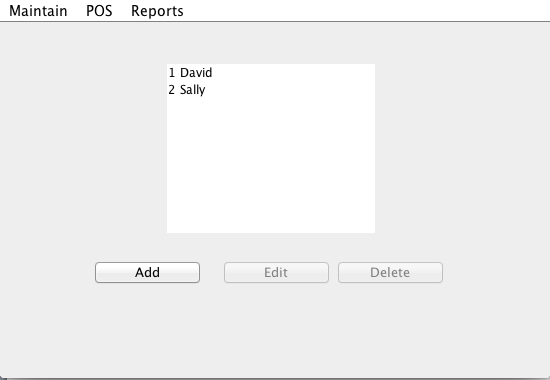 Maintain POS Reports
1 David
2 Sally
Add Edit Delete